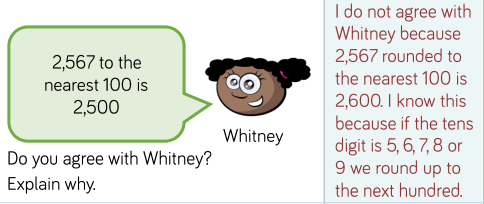 2,567 to the
nearest 100 is
2,500
Whitney
Do you agree with Whitney?
Explain why.
I do not agree with
Whitney because
2,567 rounded to
the nearest 100 is
2,600. I know this
because if the tens
digit is 5, 6, 7, 8 or
9 we round up to
the next hundred.